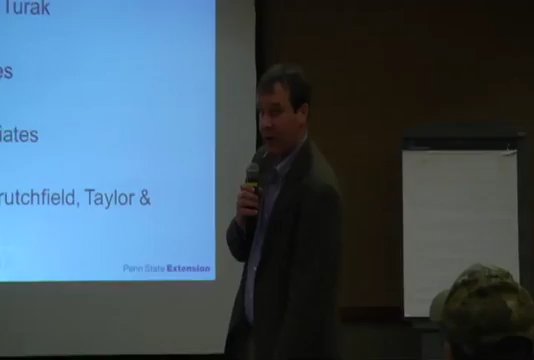 Turak
es
iates
rutchfield, Taylor &
Penn State Extension